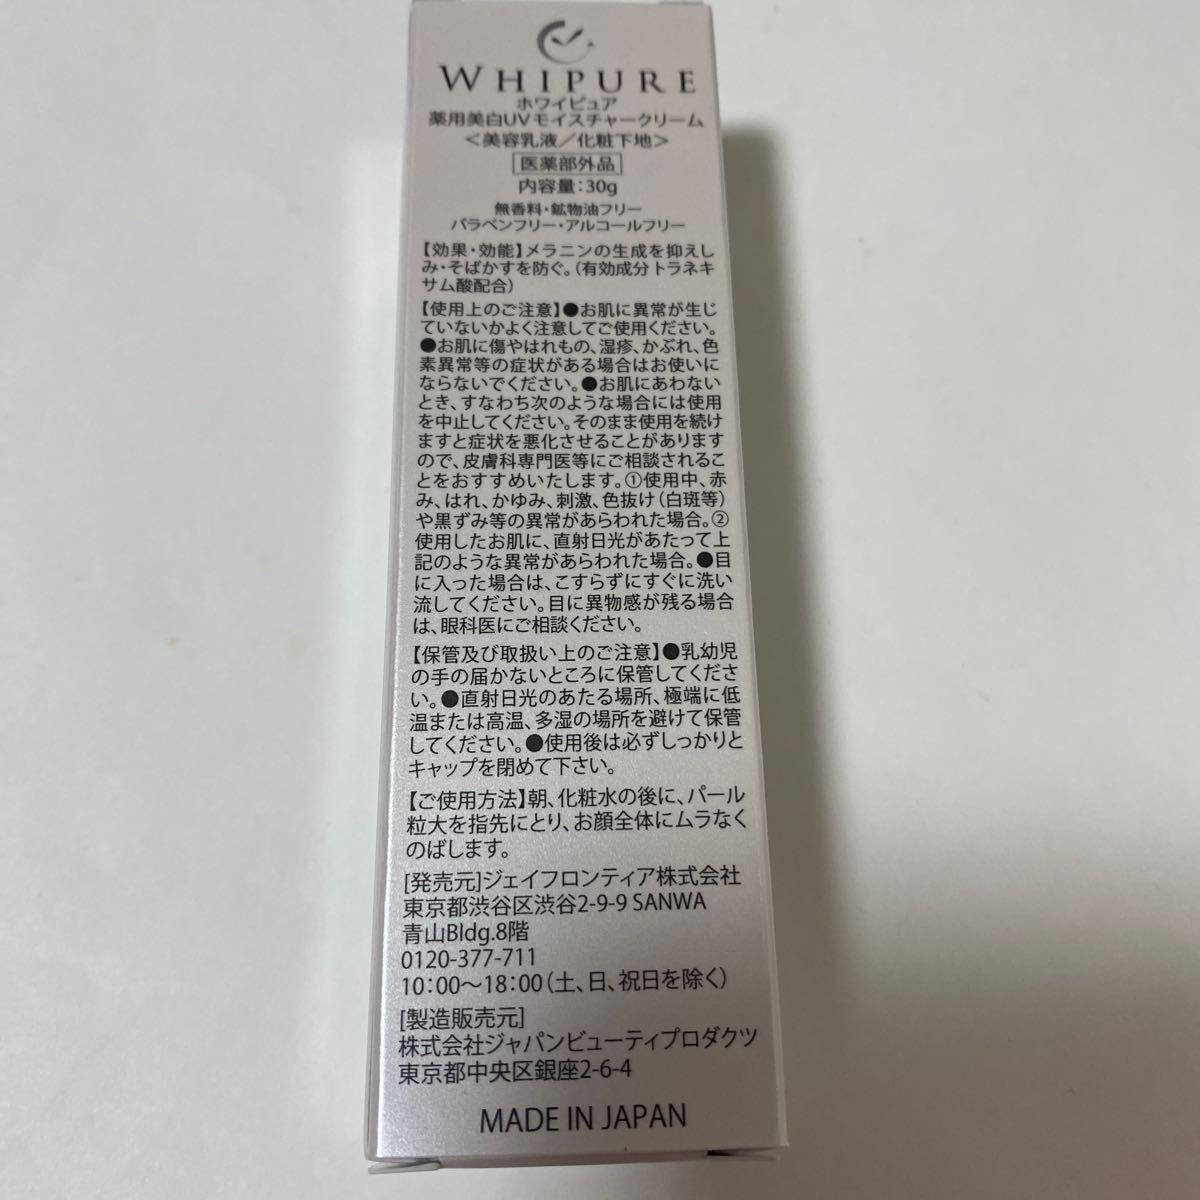 WHIPURE
ホワイピュア
薬用美白UVモイスチャークリーム
＜美容乳液／化粧下地＞
医薬部外品
内容量：30g
無香料・鉱物油フリー
パラベンフリー・アルコールフリー
【効果・効能】メラニンの生成を抑えし
み・そばかすを防ぐ。（有効成分トラネキ
サム酸配合）
【使用上のご注意】●お肌に異常が生じ
ていないかよく注意してご使用ください。
●お肌に傷やはれもの、湿疹、かぶれ、色
素異常等の症状がある場合はお使いに
ならないでください。●お肌にあわない
とき、すなわち次のような場合には使用
を中止してください。そのまま使用を続け
ますと症状を悪化させることがあります
ので、皮膚科専門医等にご相談されるこ
とをおすすめいたします。①使用中、赤
み、はれ、かゆみ、刺激、色抜け（白斑等）
や黒ずみ等の異常があらわれた場合。②
使用したお肌に、直射日光があたって上
記のような異常があらわれた場合。●目
に入った場合は、こすらずにすぐに洗い
流してください。目に異物感が残る場合
は、眼科医にご相談ください。
【保管及び取扱い上のご注意】●乳幼児
の手の届かないところに保管してくださ
い。●直射日光のあたる場所、極端に低
温または高温、多湿の場所を避けて保管
してください。●使用後は必ずしっかりと
キャップを閉めて下さい。
【ご使用方法】朝、化粧水の後に、パール
粒大を指先にとり、お顔全体にムラなく
のばします。
[発売元]ジェイフロンティア株式会社
東京都渋谷区渋谷2-9-9 SANWA
青山Bldg.8階
0120-377-711
10：00～18：00（土、日、祝日を除く）
[製造販売元]
株式会社ジャパンビューティプロダクツ
東京都中央区銀座2-6-4
MADE IN JAPAN